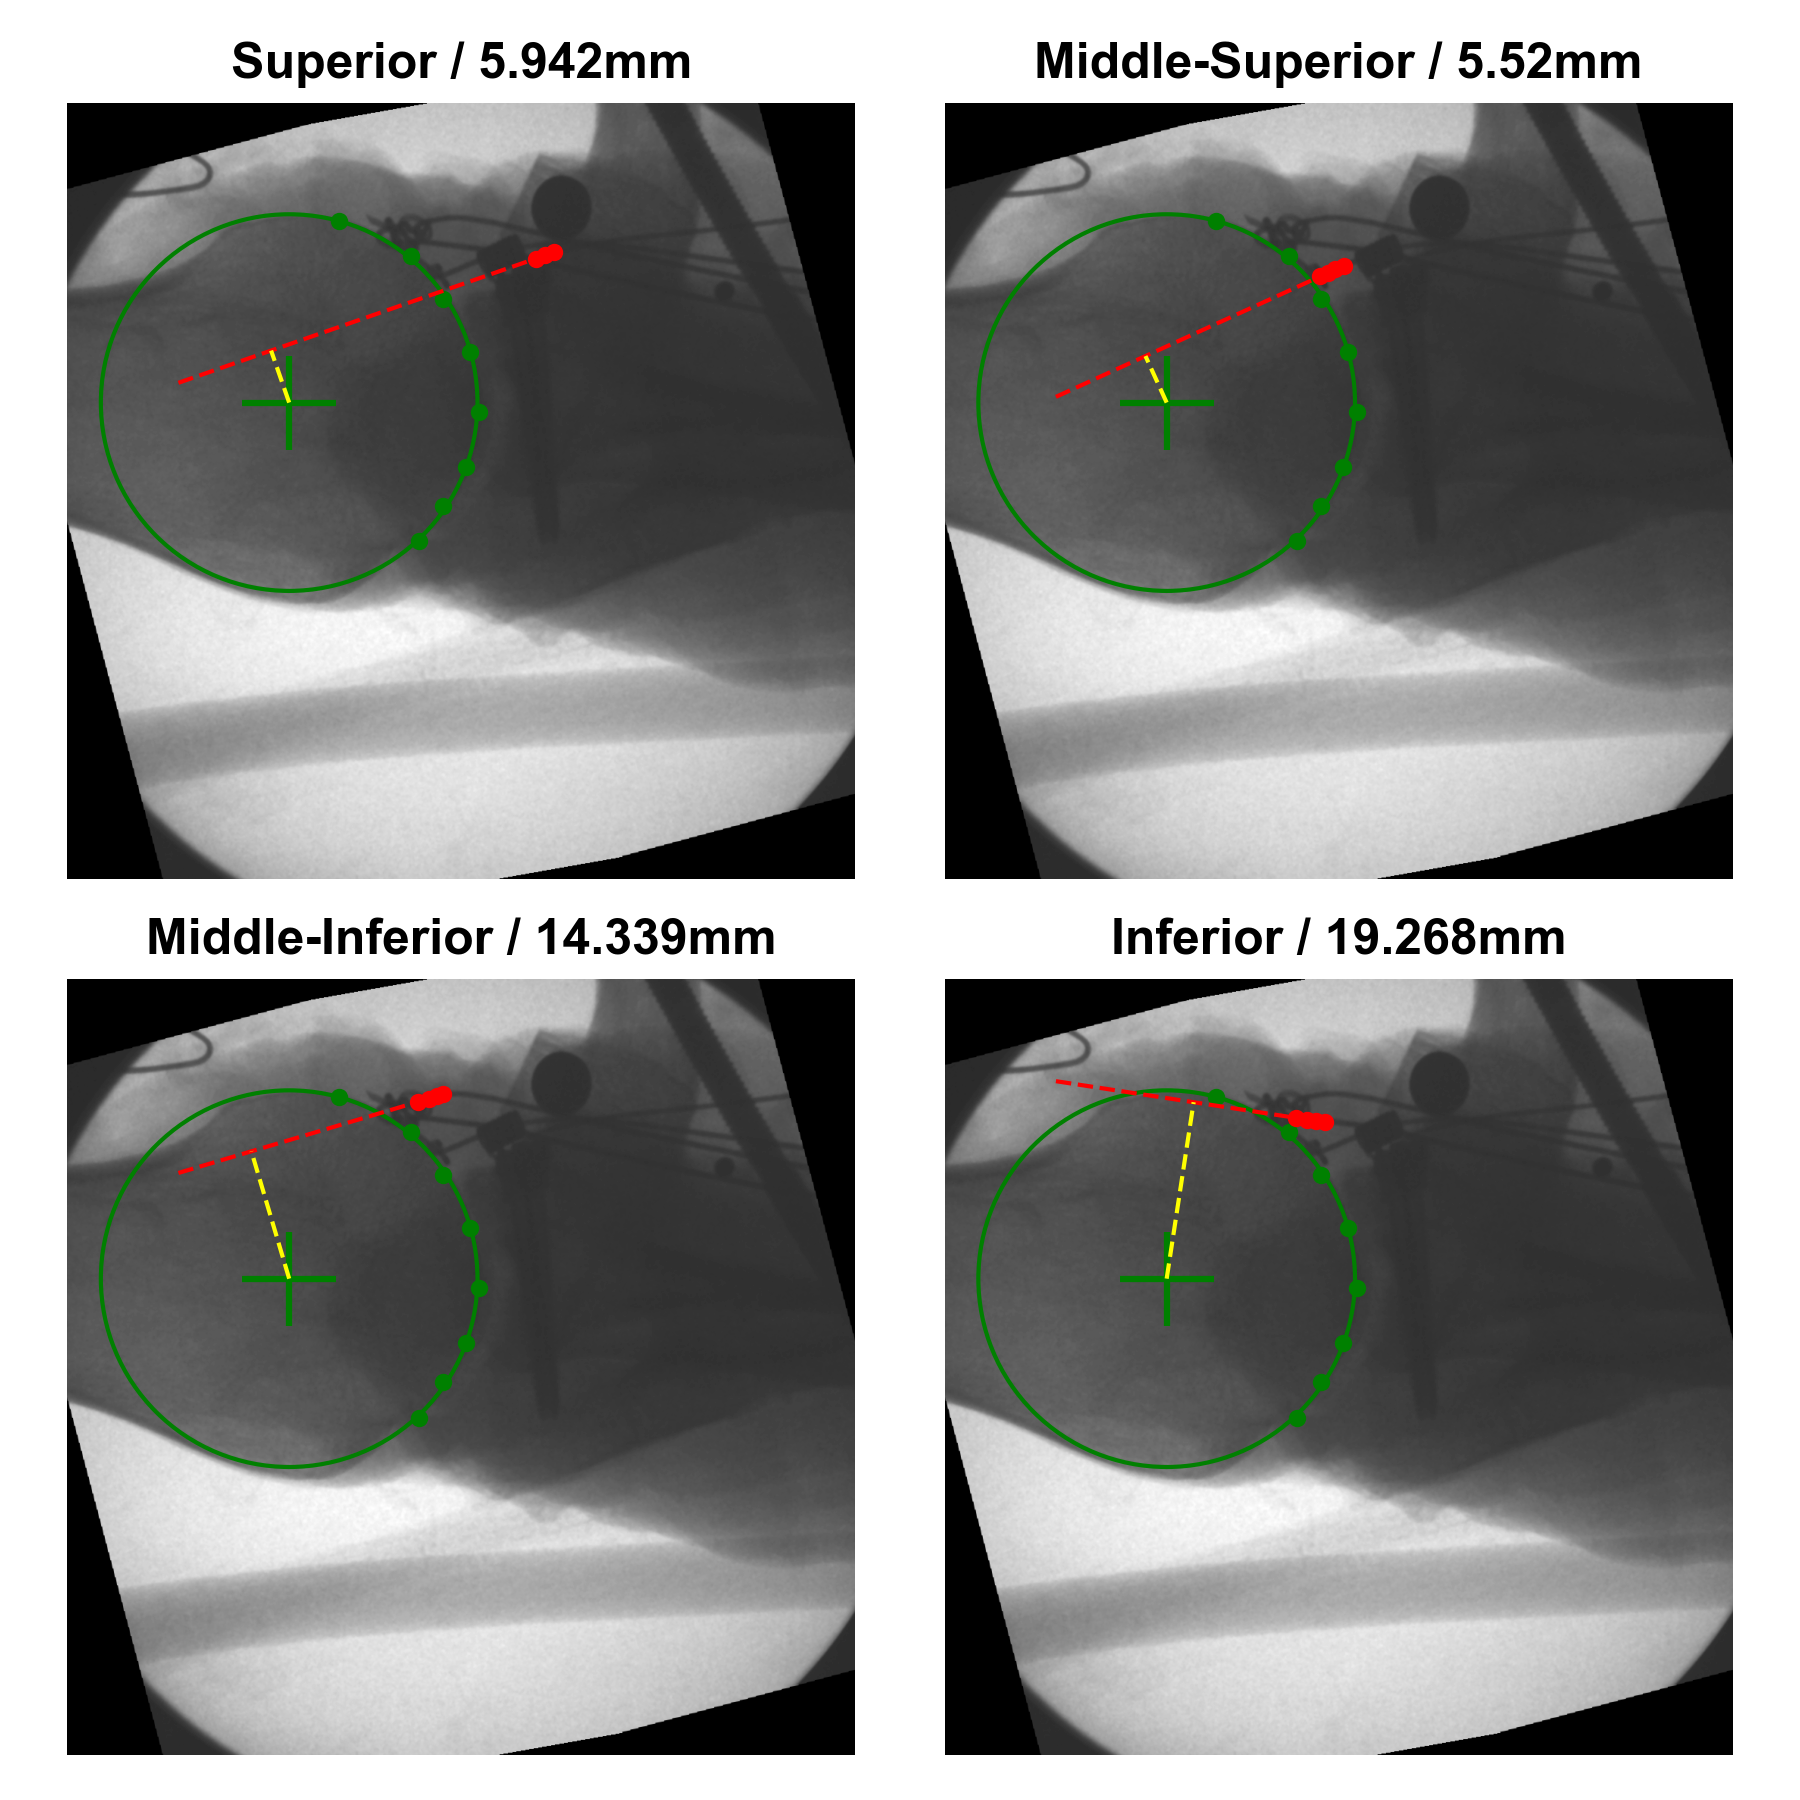 Superior / 5.942mm
Middle-Superior / 5.52mm
Middle-Inferior / 14.339mm
Inferior / 19.268mm